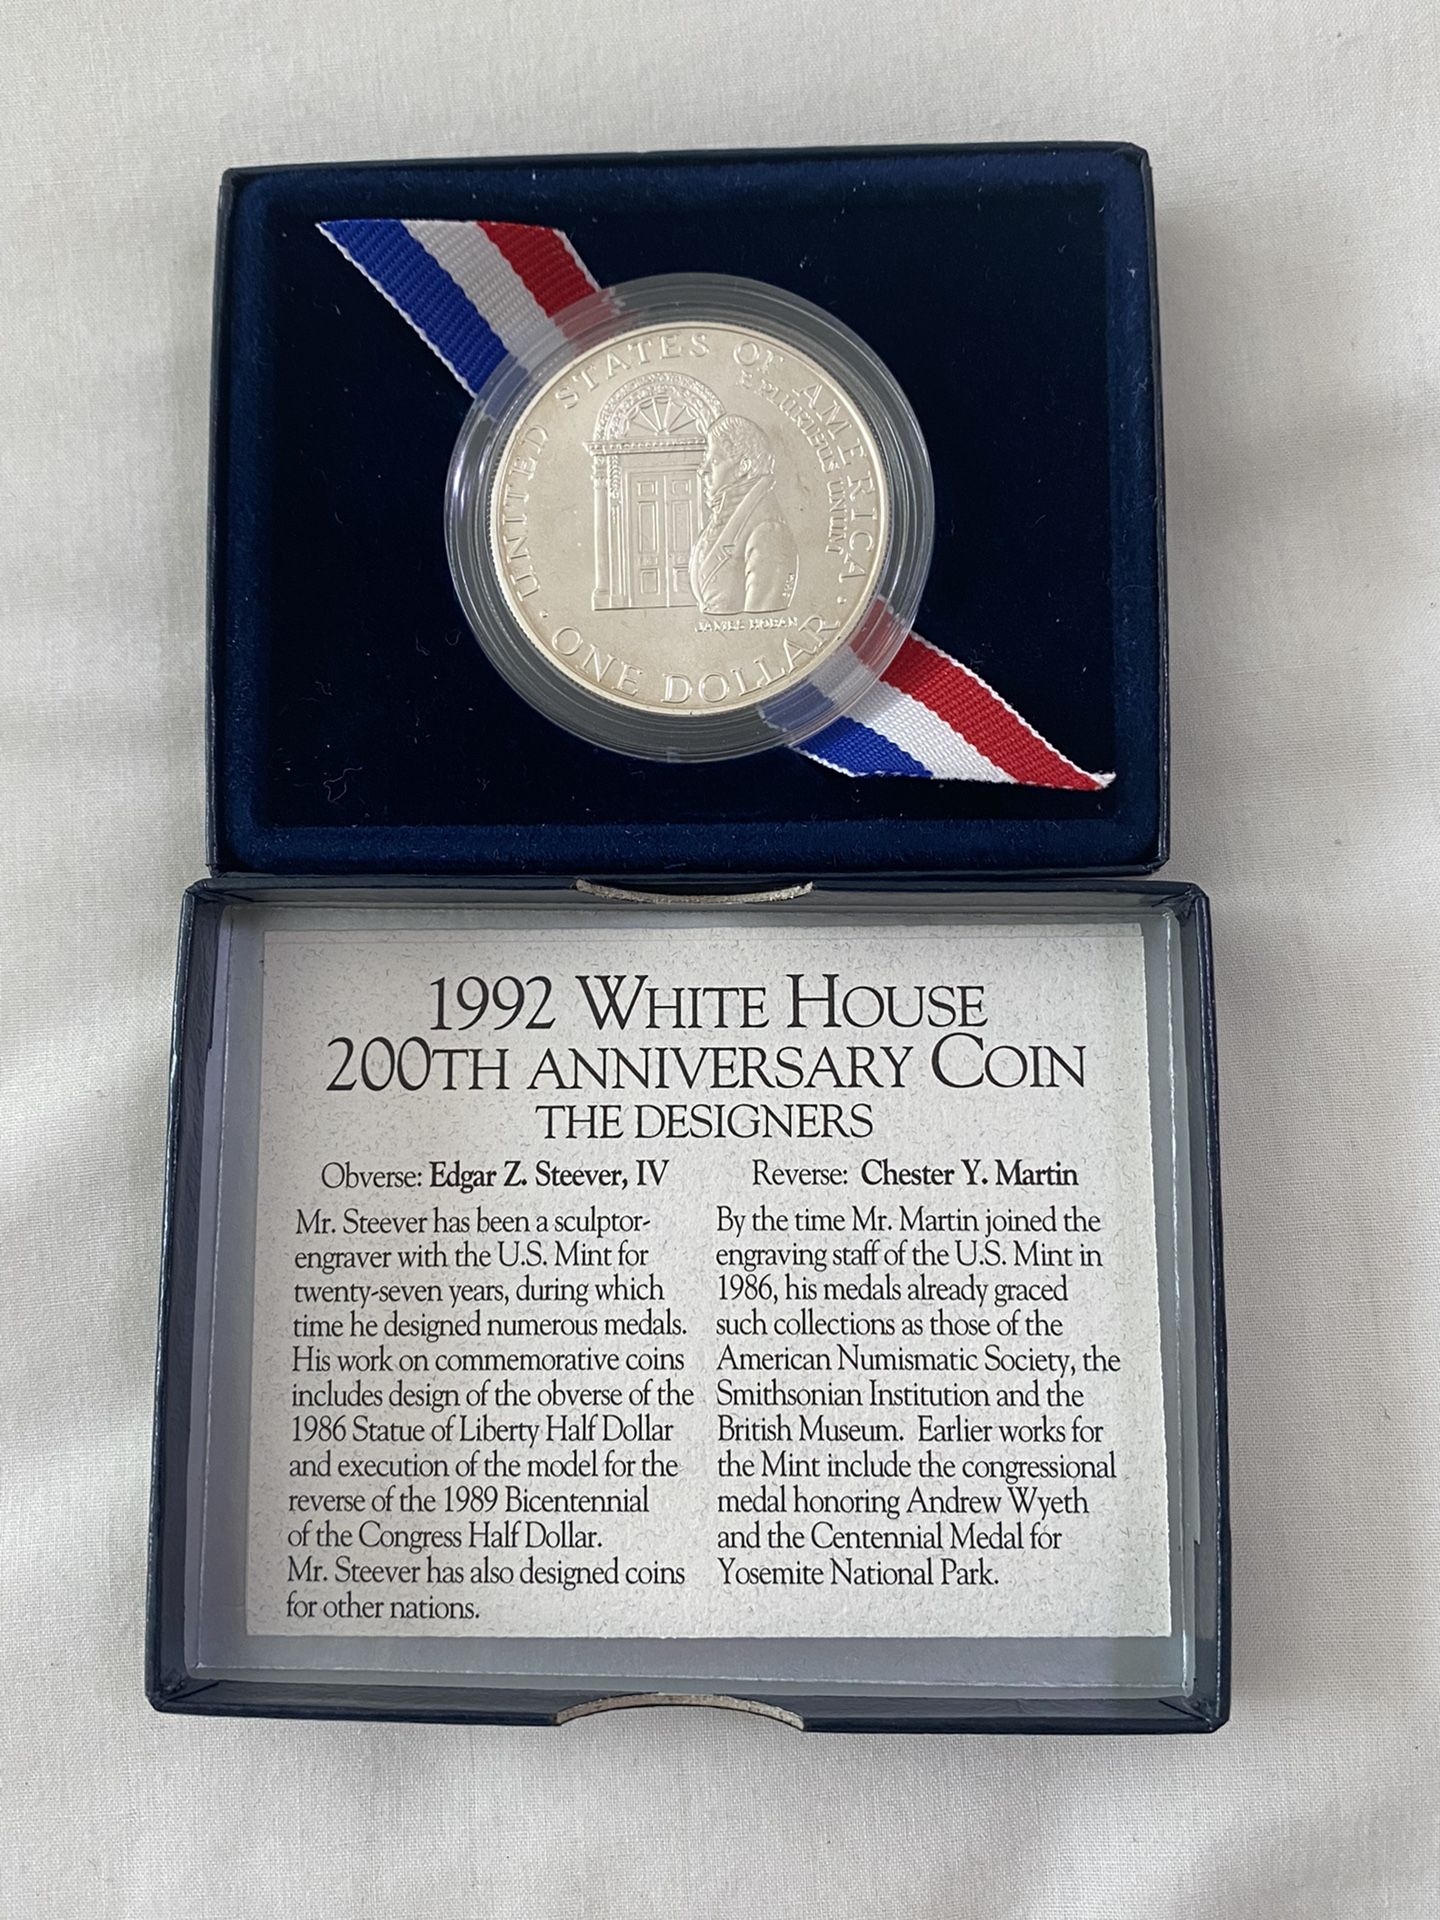 UNITED STATES OF AMERICA
E PLURIBUS UNUM
JAMES HOBAN
ONE DOLLAR
1992 WHITE HOUSE
200TH ANNIVERSARY COIN
THE DESIGNERS
Obverse: Edgar Z. Steever, IV
Mr. Steever has been a sculptor-
engraver with the U.S. Mint for
twenty-seven years, during which
time he designed numerous medals.
His work on commemorative coins
includes design of the obverse of the
1986 Statue of Liberty Half Dollar
and execution of the model for the
reverse of the 1989 Bicentennial
of the Congress Half Dollar.
Mr. Steever has also designed coins
for other nations.
Reverse: Chester Y. Martin
By the time Mr. Martin joined the
engraving staff of the U.S. Mint in
1986, his medals already graced
such collections as those of the
American Numismatic Society, the
Smithsonian Institution and the
British Museum. Earlier works for
the Mint include the congressional
medal honoring Andrew Wyeth
and the Centennial Medal for
Yosemite National Park.